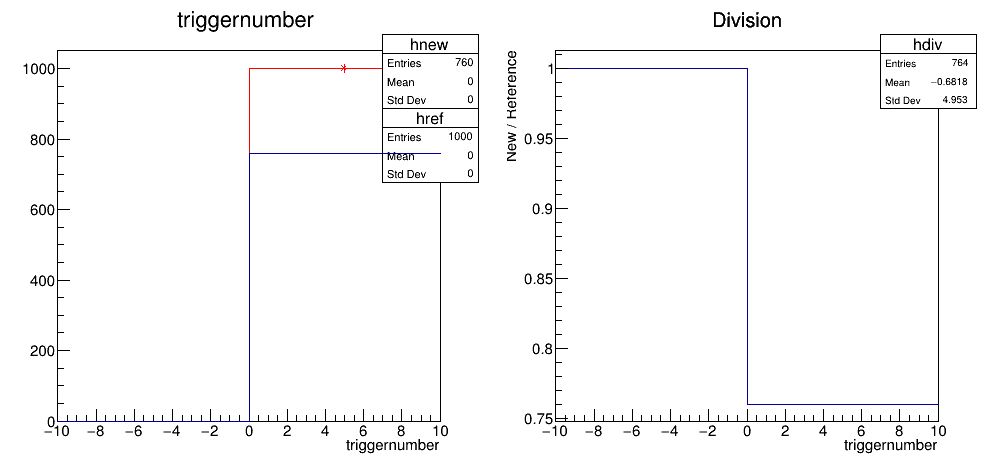 triggernumber
hnew
Entries 760
Mean 0
Std Dev 0
href
Entries 1000
Mean 0
Std Dev 0
1000
800
600
400
200
0
−10 −8 −6 −4 −2 0 2 4 6 8 10
triggernumber
Division
hdiv
Entries 764
Mean −0.6818
Std Dev 4.953
New / Reference
1
0.95
0.9
0.85
0.8
0.75
−10 −8 −6 −4 −2 0 2 4 6 8 10
triggernumber